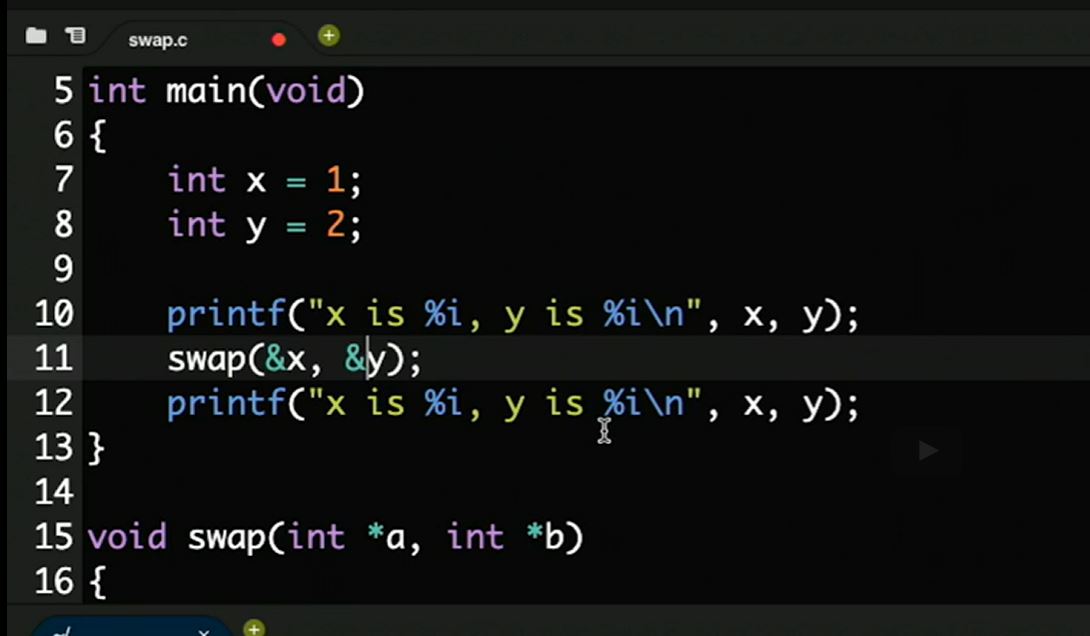 swap.c
5 int main(void)
6 {
7     int x = 1;
8     int y = 2;
9
10     printf("x is %i, y is %i\n", x, y);
11     swap(&x, &y);
12     printf("x is %i, y is %i\n", x, y);
13 }
14
15 void swap(int *a, int *b)
16 {